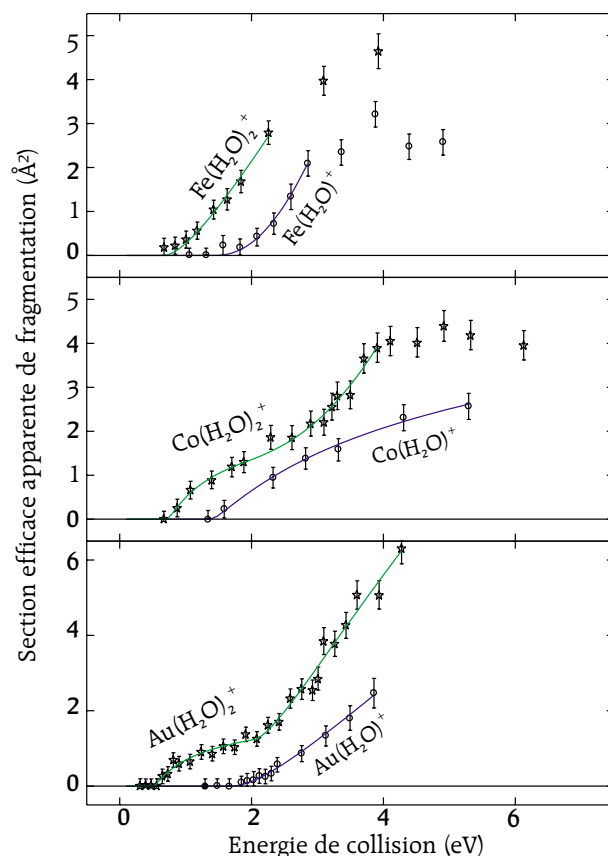 Section efficace apparente de fragmentation (Å²)
5
4
3
2
1
0
Fe(H₂O)₂⁺
Fe(H₂O)⁺
5
4
3
2
1
0
Co(H₂O)₂⁺
Co(H₂O)⁺
6
4
2
0
Au(H₂O)₂⁺
Au(H₂O)⁺
0 2 4 6
Energie de collision (eV)